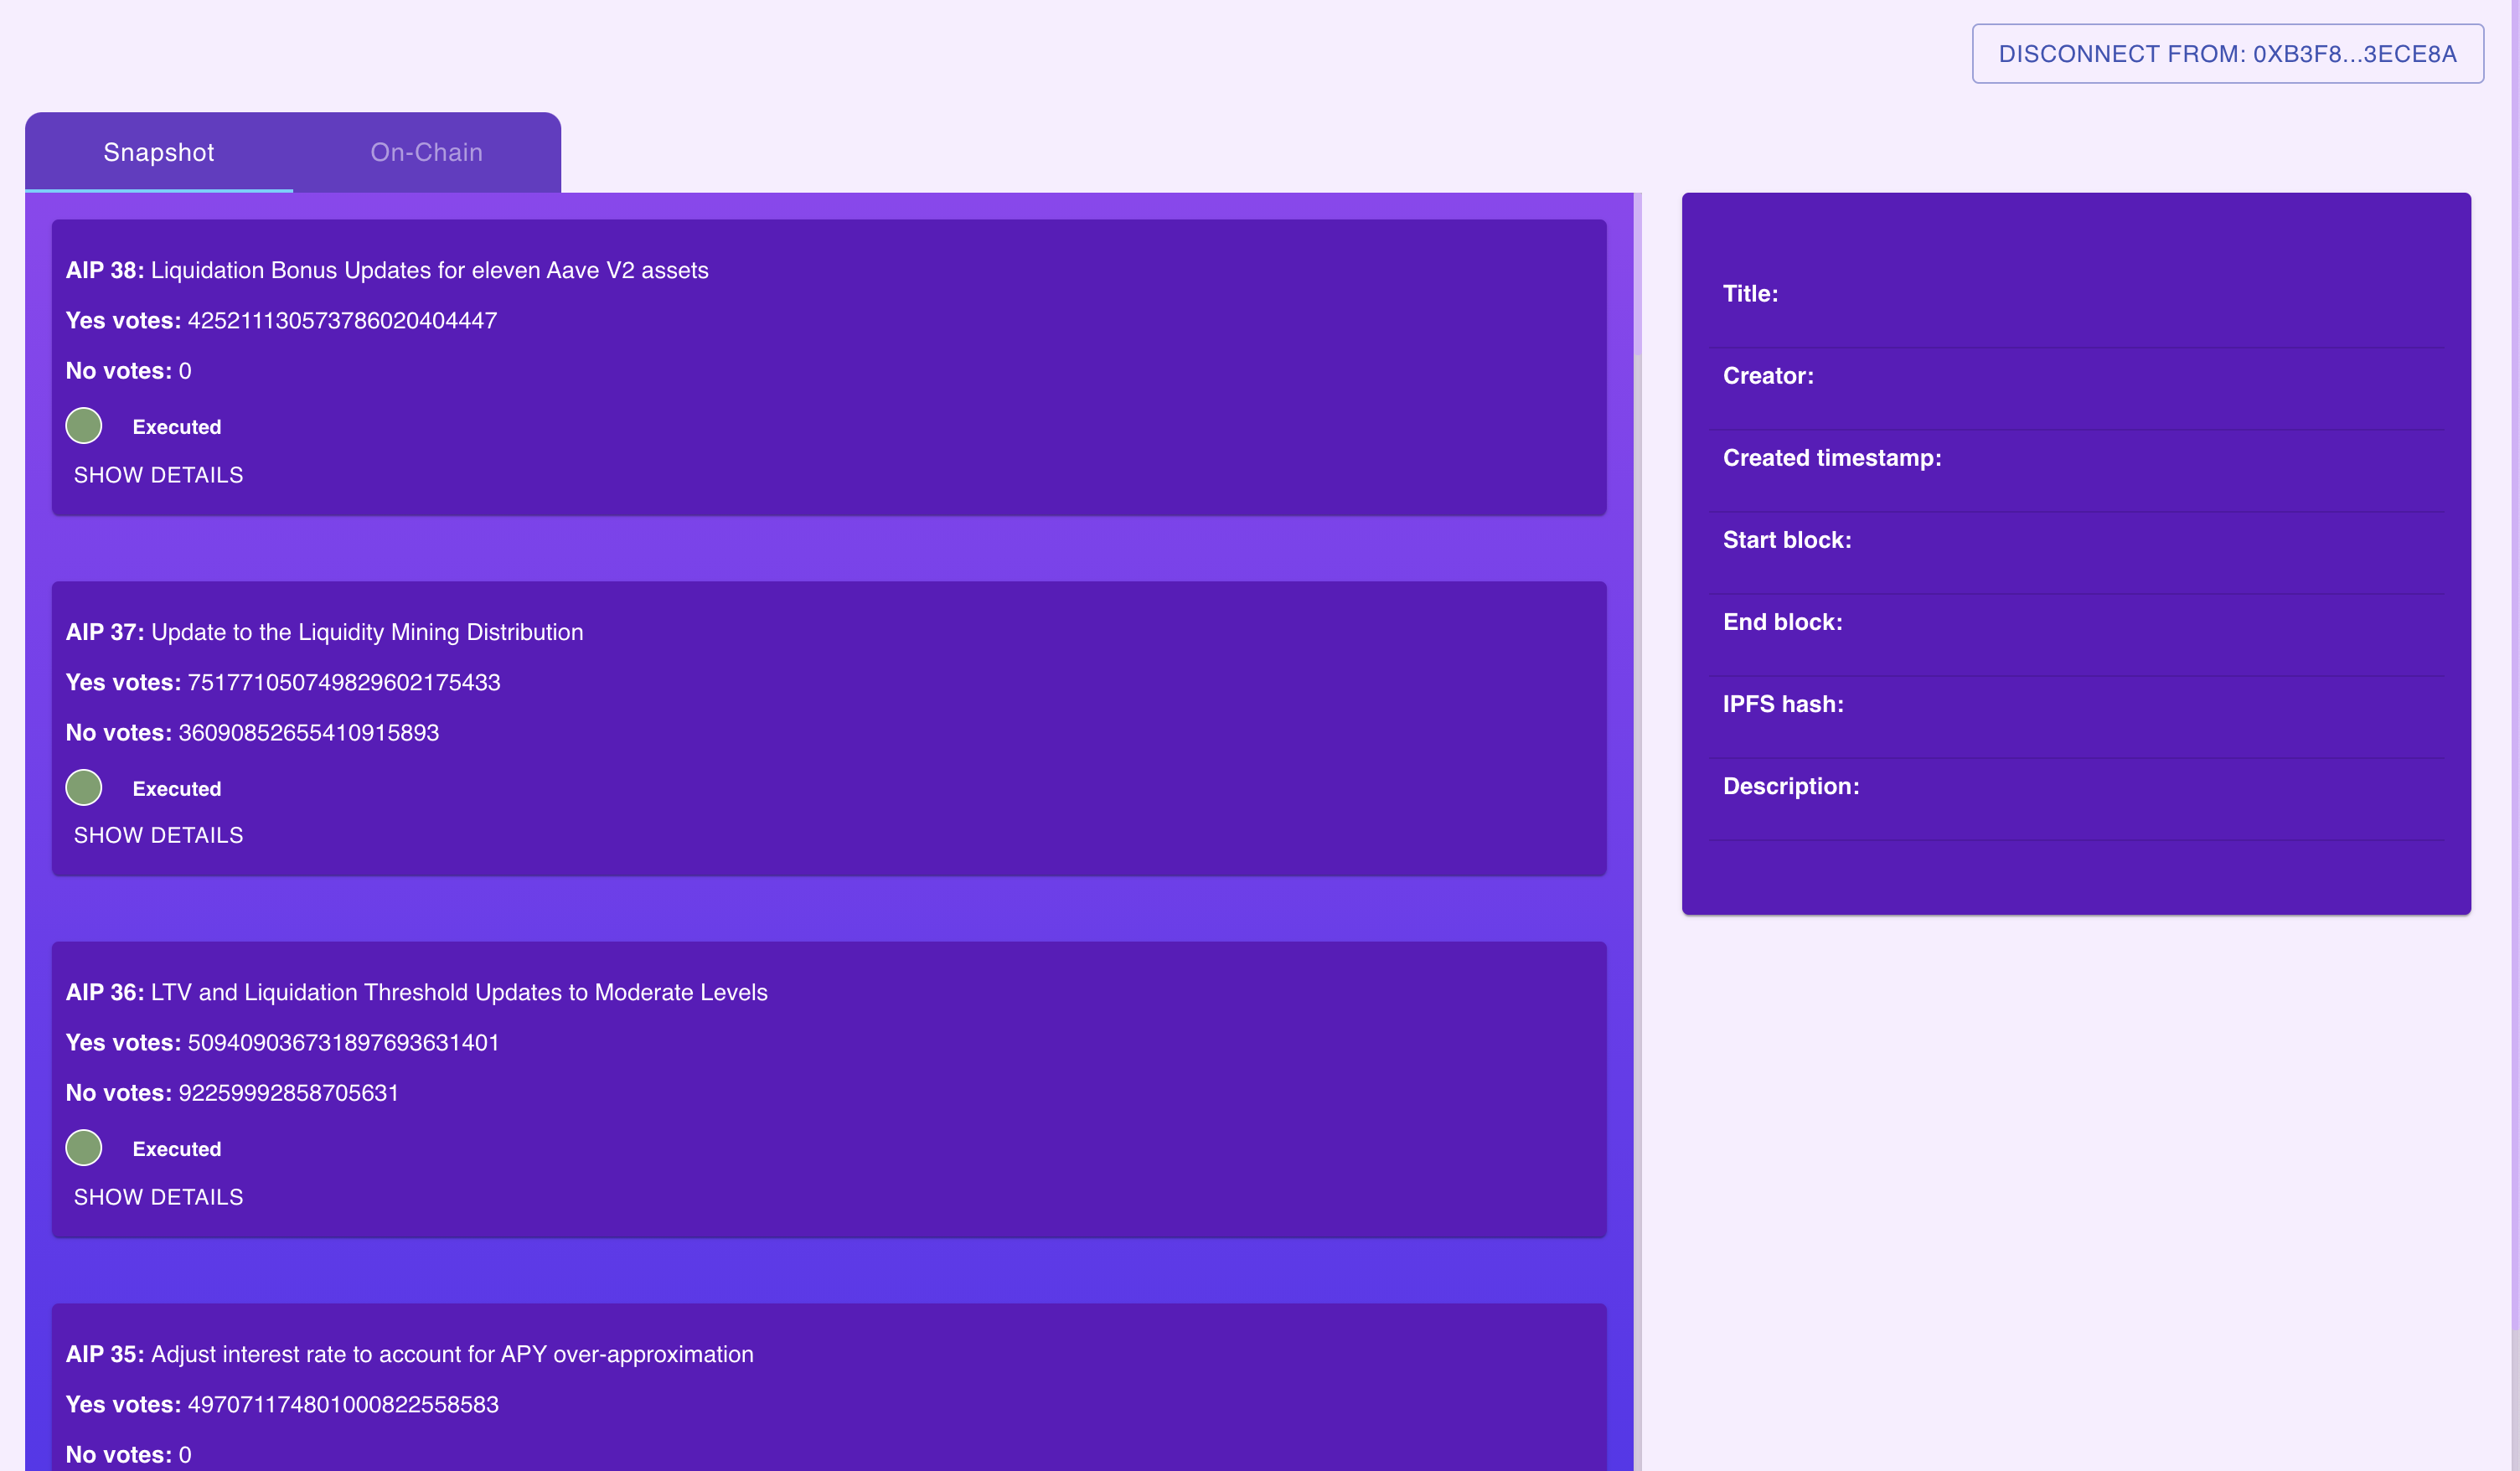 DISCONNECT FROM: 0XB3F8...3ECE8A
Snapshot
On-Chain
AIP 38: Liquidation Bonus Updates for eleven Aave V2 assets
Yes votes: 425211130573786020404447
No votes: 0
Executed
SHOW DETAILS
AIP 37: Update to the Liquidity Mining Distribution
Yes votes: 751771050749829602175433
No votes: 36090852655410915893
Executed
SHOW DETAILS
AIP 36: LTV and Liquidation Threshold Updates to Moderate Levels
Yes votes: 509409036731897693631401
No votes: 92259992858705631
Executed
SHOW DETAILS
AIP 35: Adjust interest rate to account for APY over-approximation
Yes votes: 497071174801000822558583
No votes: 0
Title:
Creator:
Created timestamp:
Start block:
End block:
IPFS hash:
Description: